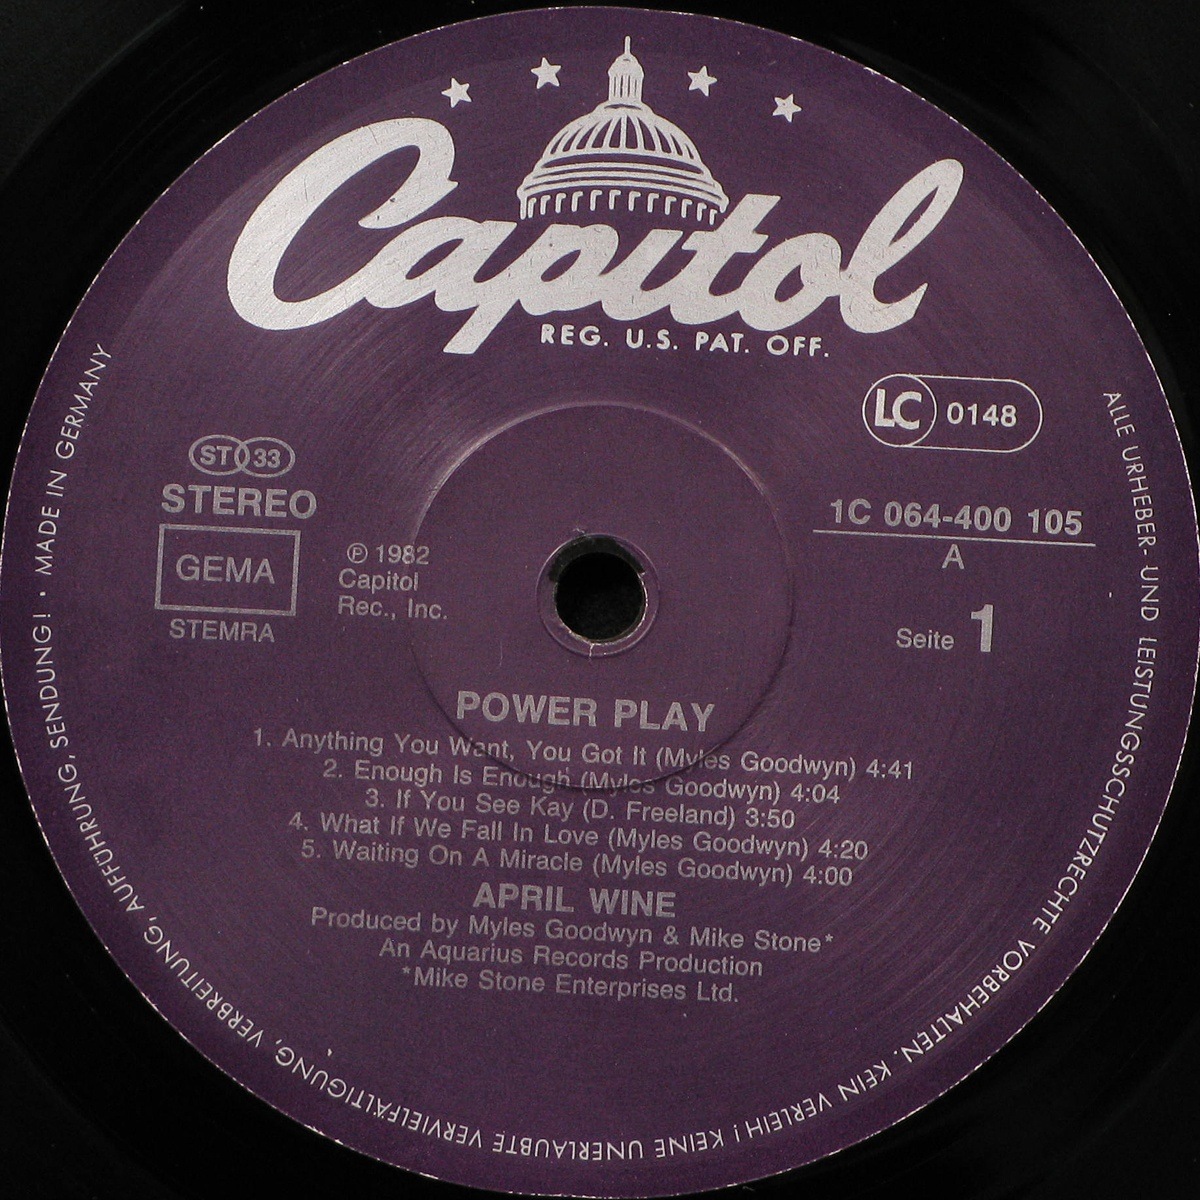 Capitol
REG. U.S. PAT. OFF.
LC 0148
ST 33
STEREO
GEMA
STEMRA
℗ 1982
Capitol
Rec., Inc.
1C 064-400 105
A
Seite 1
POWER PLAY
1. Anything You Want, You Got It (Myles Goodwyn) 4:41
2. Enough Is Enough (Myles Goodwyn) 4:04
3. If You See Kay (D. Freeland) 3:50
4. What If We Fall In Love (Myles Goodwyn) 4:20
5. Waiting On A Miracle (Myles Goodwyn) 4:00
APRIL WINE
Produced by Myles Goodwyn & Mike Stone*
An Aquarius Records Production
*Mike Stone Enterprises Ltd.
ALLE URHEBER- UND LEISTUNGSSCHUTZRECHTE VORBEHALTEN. KEIN VERLEIH! KEINE UNERLAUBTE VERVIELFÄLTIGUNG, VERBREITUNG, AUFFÜHRUNG, SENDUNG! · MADE IN GERMANY